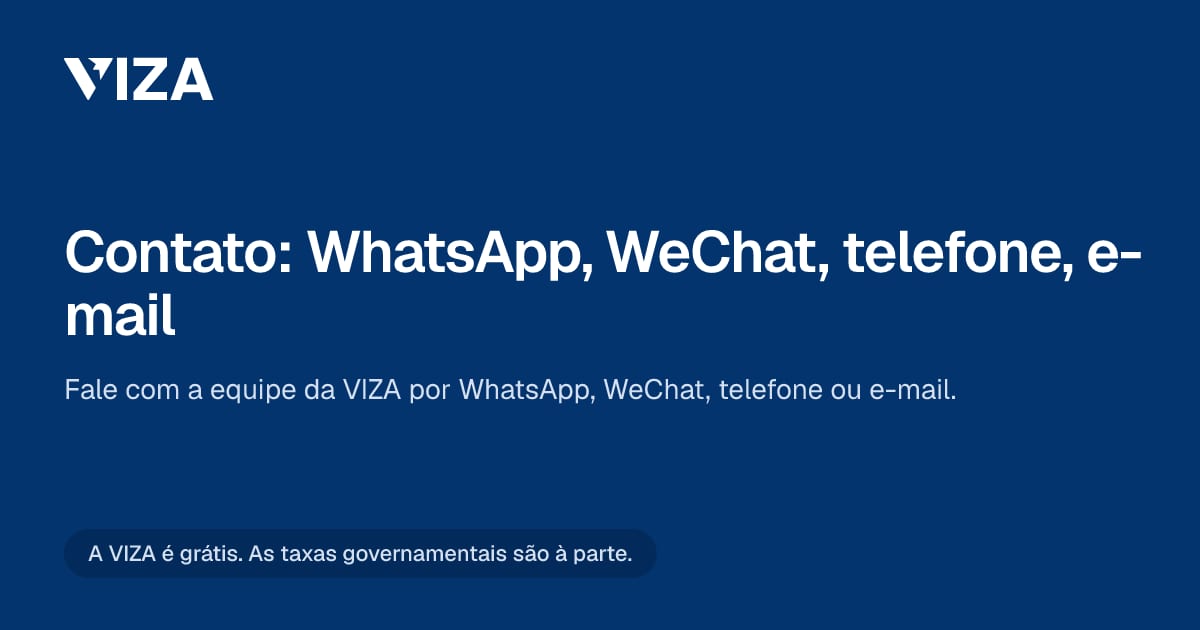 VIZA
Contato: WhatsApp, WeChat, telefone, e-
mail
Fale com a equipe da VIZA por WhatsApp, WeChat, telefone ou e-mail.
A VIZA é grátis. As taxas governamentais são à parte.